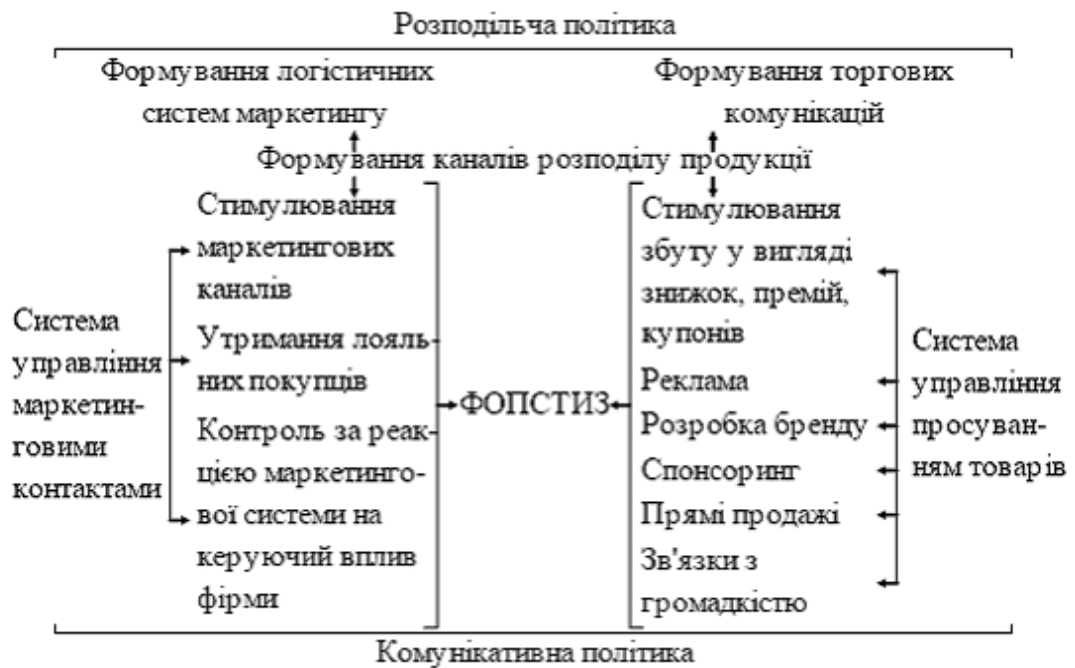 Розподільча політика
Формування логістичних
систем маркетингу
Формування торгових
комунікацій
Формування каналів розподілу продукції
Система
управління
маркетин-
говими
контактами
Стимулювання
маркетингових
каналів
Утримання лояль-
них покупців
Контроль за реак-
цією маркетинго-
вої системи на
керуючий вплив
фірми
ФОПСТИЗ
Стимулювання
збуту у вигляді
знижок, премій,
купонів
Реклама
Розробка бренду
Спонсоринг
Прямі продажі
Зв'язки з
громадкістю
Система
управління
просуван-
ням товарів
Комунікативна політика